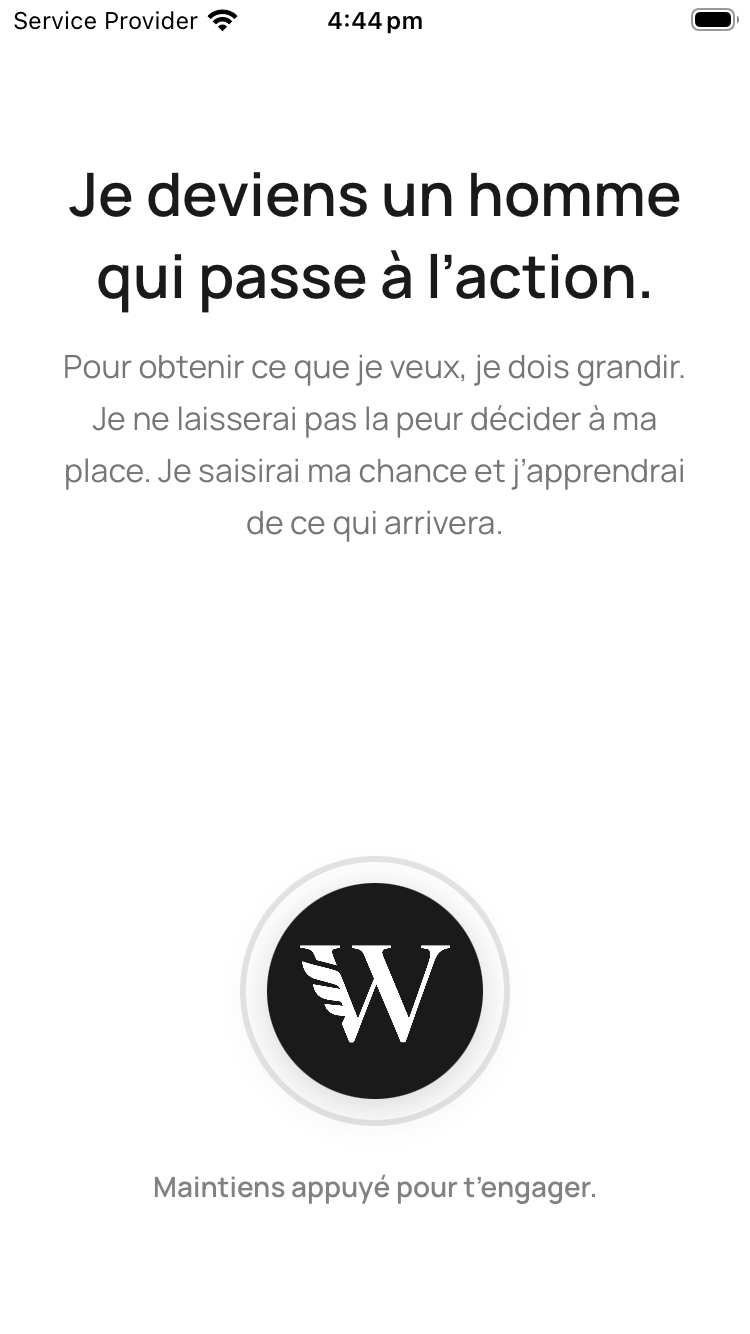 Service Provider 4:44 pm
Je deviens un homme
qui passe à l’action.
Pour obtenir ce que je veux, je dois grandir.
Je ne laisserai pas la peur décider à ma
place. Je saisirai ma chance et j’apprendrai
de ce qui arrivera.
W
Maintiens appuyé pour t’engager.